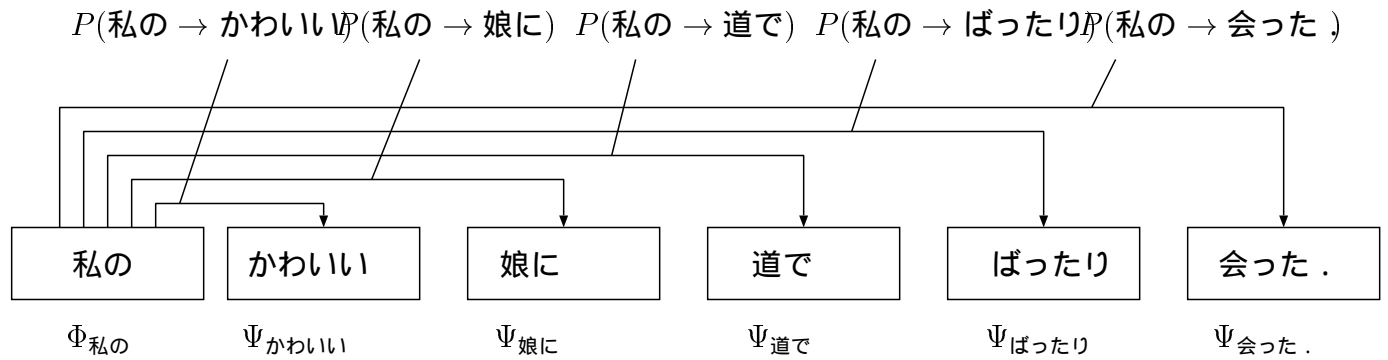 P(私の → かわいい) P(私の → 娘に) P(私の → 道で) P(私の → ばったり) P(私の → 会った .)
私の かわいい 娘に 道で ばったり 会った .
Φ私の Ψかわいい Ψ娘に Ψ道で Ψばったり Ψ会った .